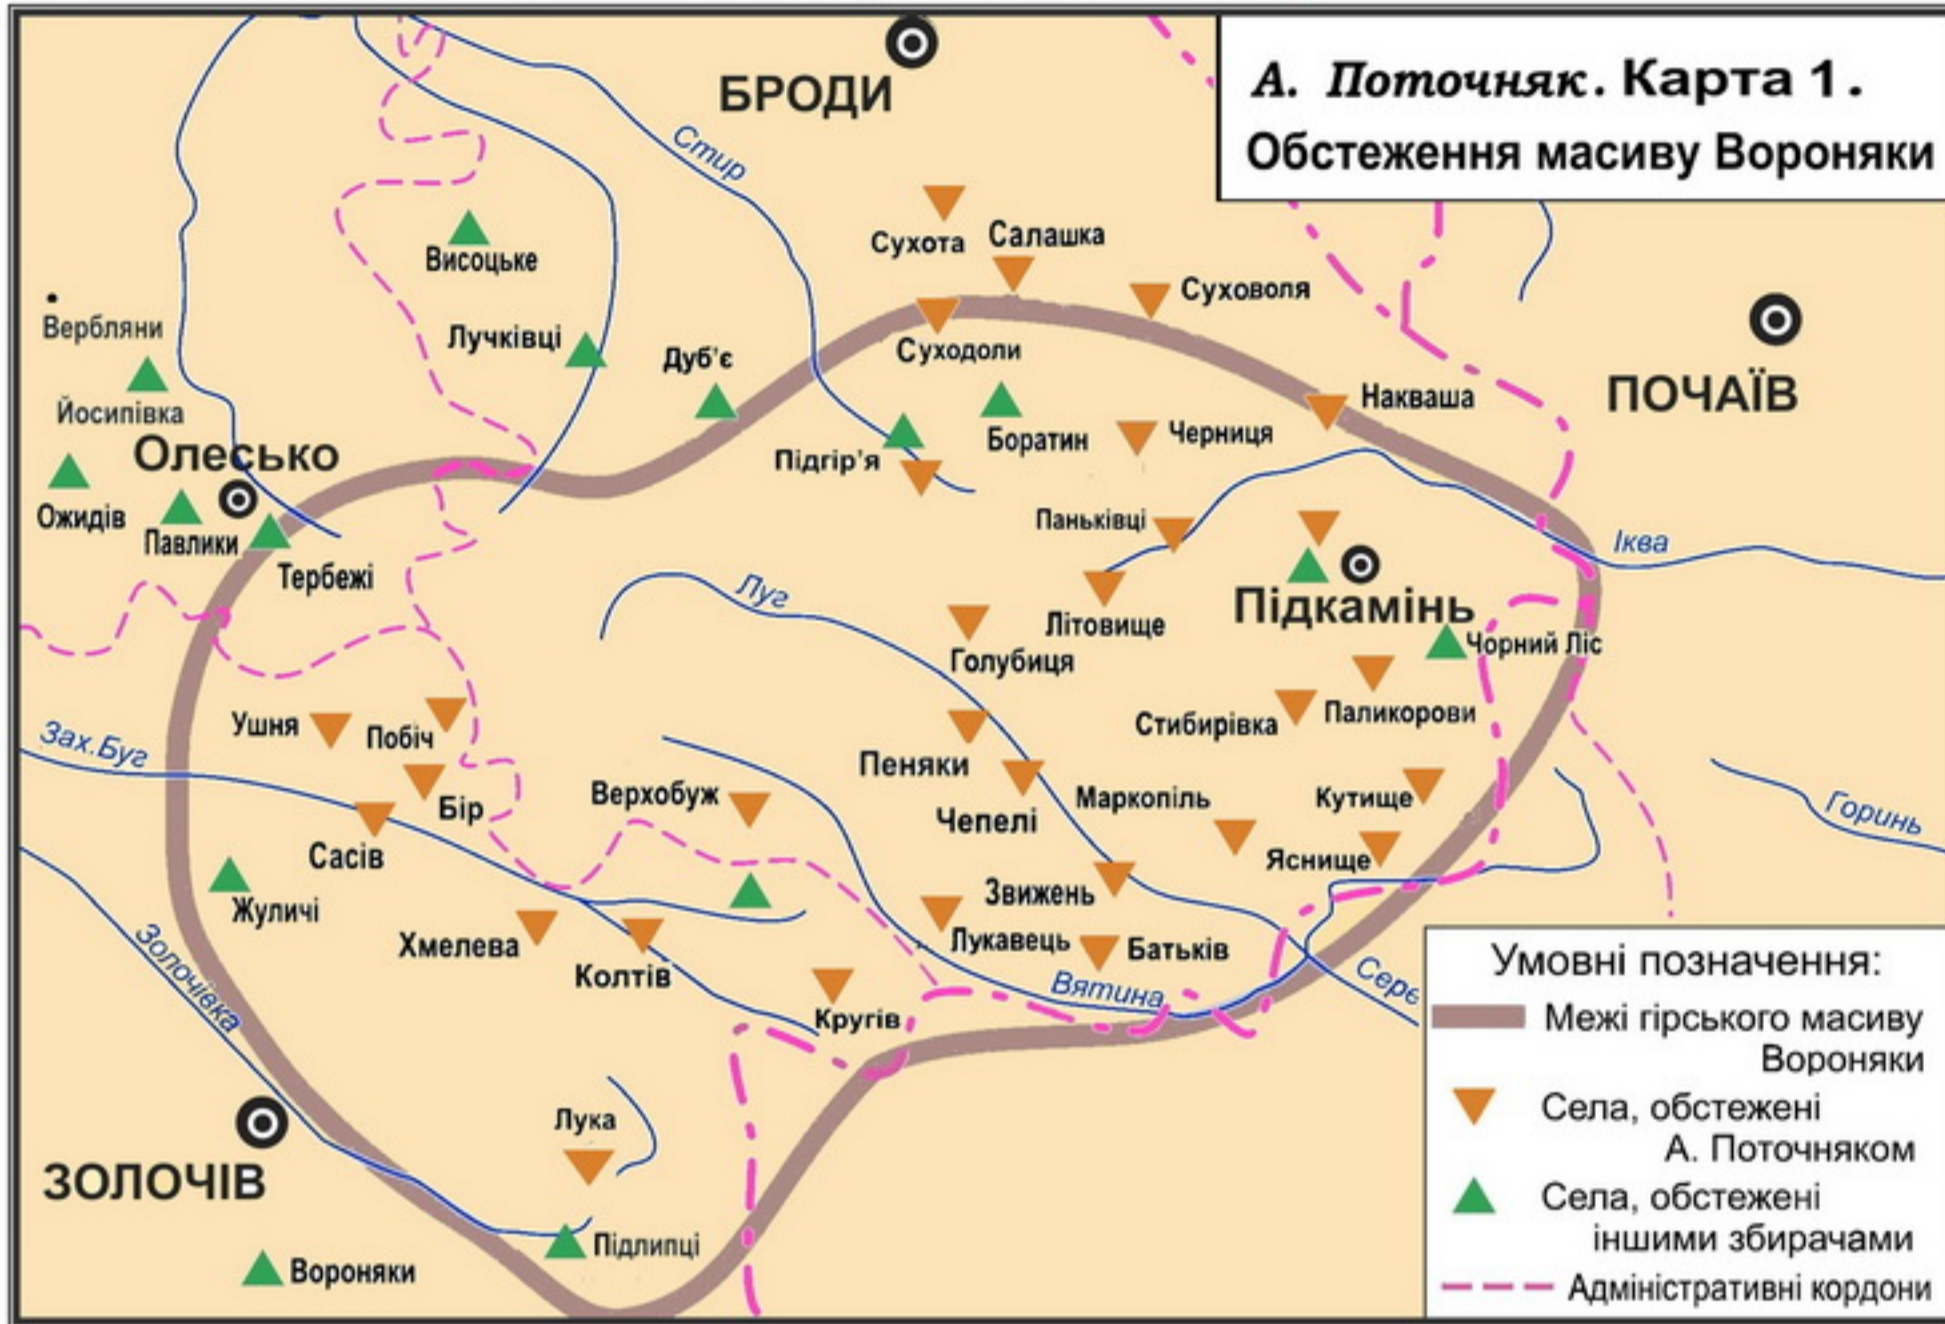 А. Поточняк. Карта 1.
Обстеження масиву Вороняки
БРОДИ
Стир
Сухота
Салашка
Високе
Суховоля
Вербляни
Лучківці
Дуб'є
Суходоли
Накваша
ПОЧАЇВ
Йосипівка
Олесько
Боратин
Черниця
Підгір'я
Ожидів
Павлики
Паньківці
Іква
Тербежі
Луг
Літовище
Підкамінь
Голубиця
Чорний Ліс
Ушня
Побіч
Стибирівка
Паликорови
Зах.Буг
Пеняки
Верхобуж
Маркопіль
Кутище
Бір
Чепелі
Горинь
Сасів
Яснище
Звижень
Жуличі
Хмелева
Лукавець
Батьків
Колтів
Золочівка
Вятина
Сере
Кругів
Лука
ЗОЛОЧІВ
Підлипці
Вороняки
Умовні позначення:
Межі гірського масиву
Вороняки
Села, обстежені
А. Поточняком
Села, обстежені
іншими збирачами
Адміністративні кордони